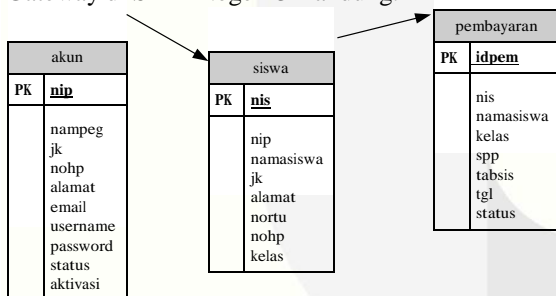 akun
PK nip
nampeg
jk
nohp
alamat
email
username
password
status
aktivasi
siswa
PK nis
nip
namasiswa
jk
alamat
nortu
nohp
kelas
pembayaran
PK idpem
nis
namasiswa
kelas
spp
tabsis
tgl
status